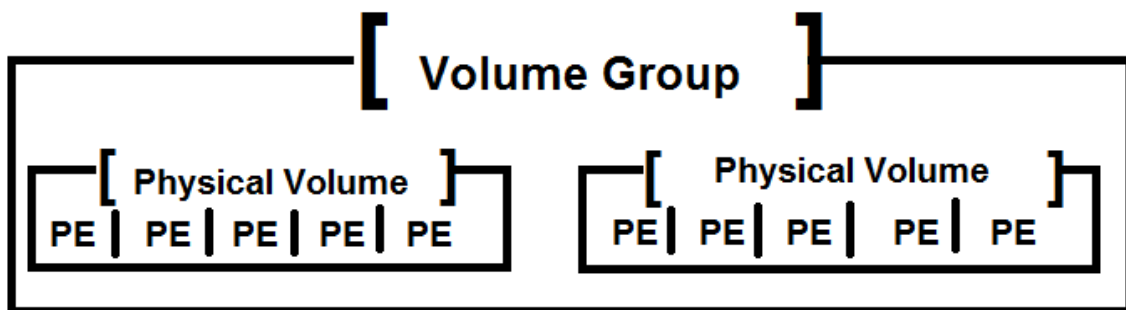 [ Volume Group ]
[ Physical Volume ] [ Physical Volume ]
PE | PE | PE | PE | PE PE | PE | PE | PE | PE